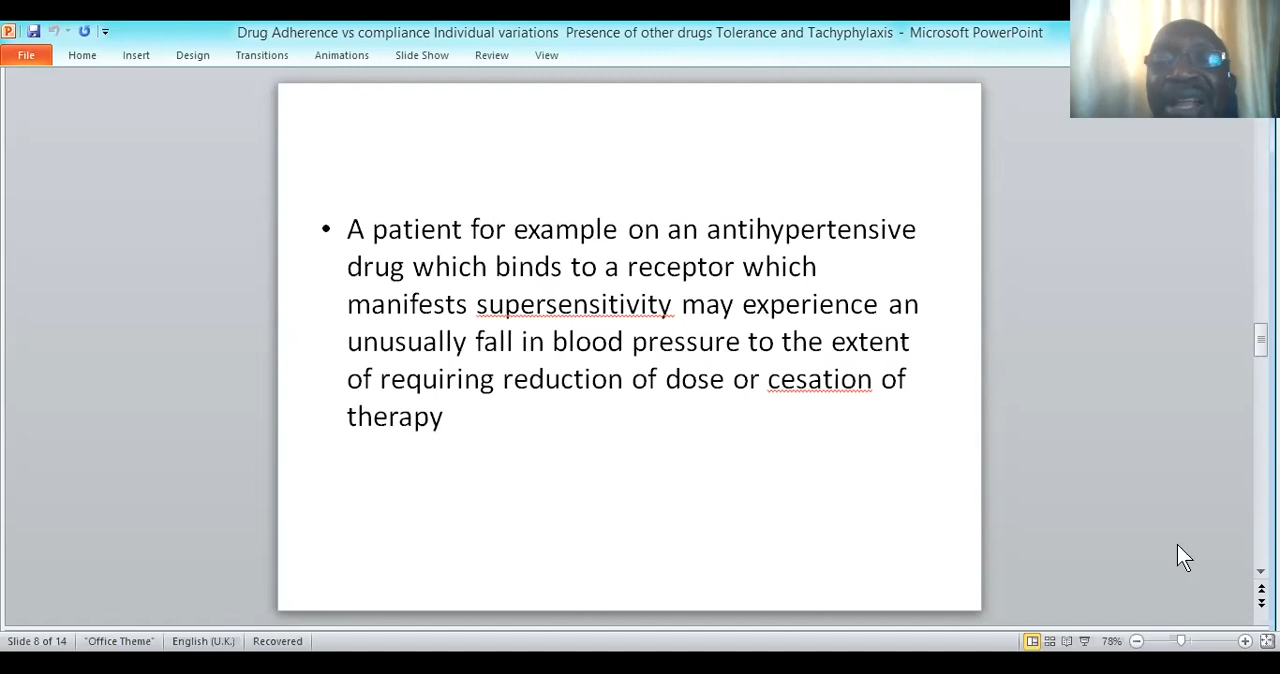 Drug Adherence vs compliance Individual variations Presence of other drugs Tolerance and Tachyphylaxis - Microsoft PowerPoint
File Home Insert Design Transitions Animations Slide Show Review View
• A patient for example on an antihypertensive
drug which binds to a receptor which
manifests supersensitivity may experience an
unusually fall in blood pressure to the extent
of requiring reduction of dose or cesation of
therapy
Slide 8 of 14 "Office Theme" English (U.K.) Recovered 78%